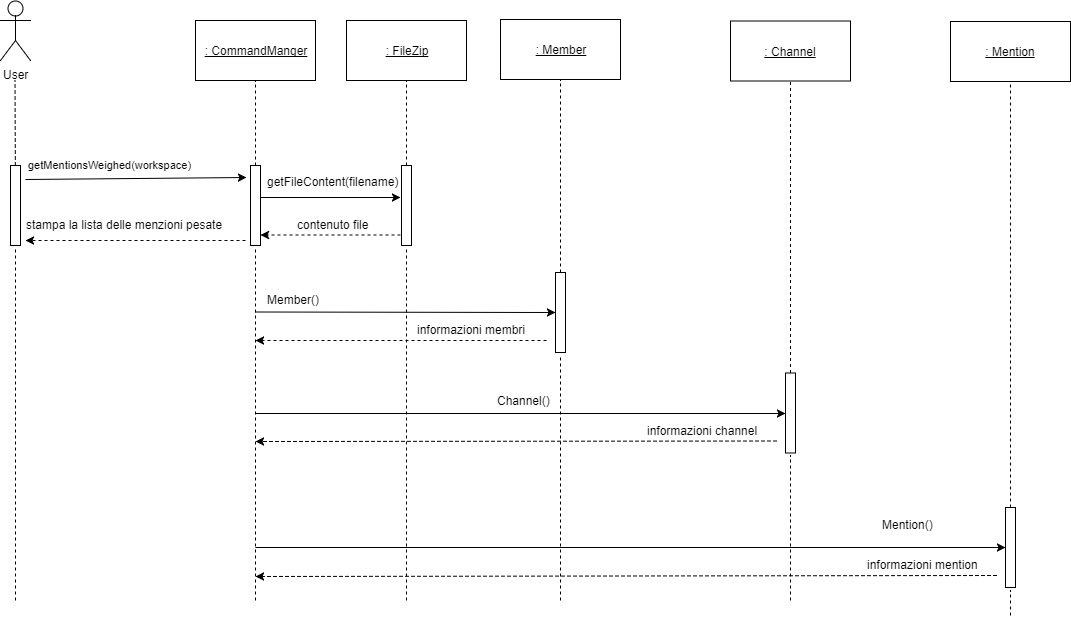 User
: CommandManger
: FileZip
: Member
: Channel
: Mention
getMentionsWeighed(workspace)
getFileContent(filename)
stampa la lista delle menzioni pesate
contenuto file
Member()
informazioni membri
Channel()
informazioni channel
Mention()
informazioni mention